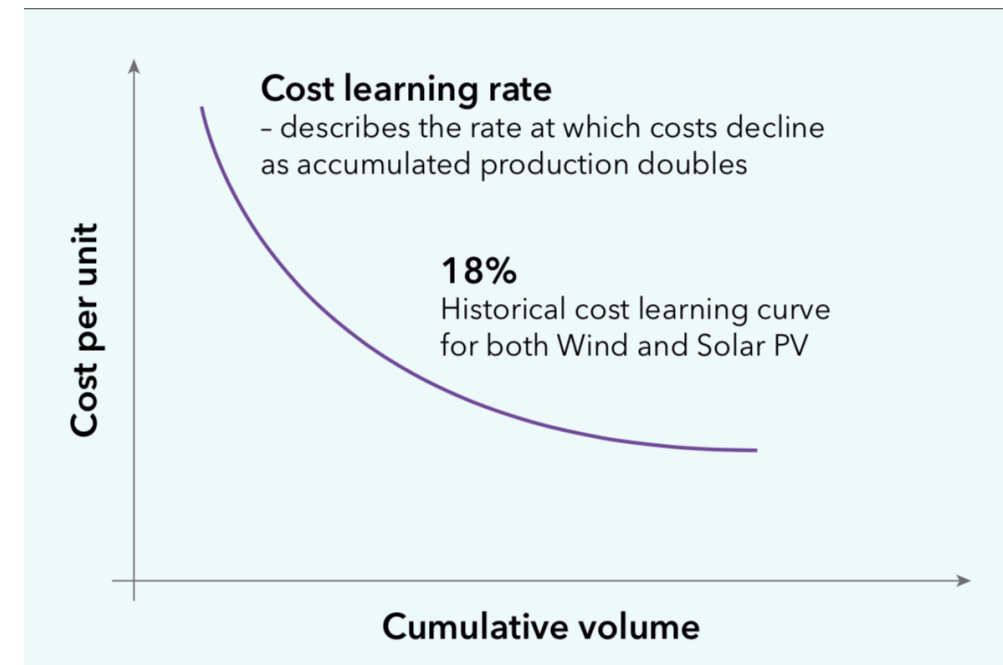 Cost learning rate
– describes the rate at which costs decline
as accumulated production doubles
18%
Historical cost learning curve
for both Wind and Solar PV
Cost per unit
Cumulative volume